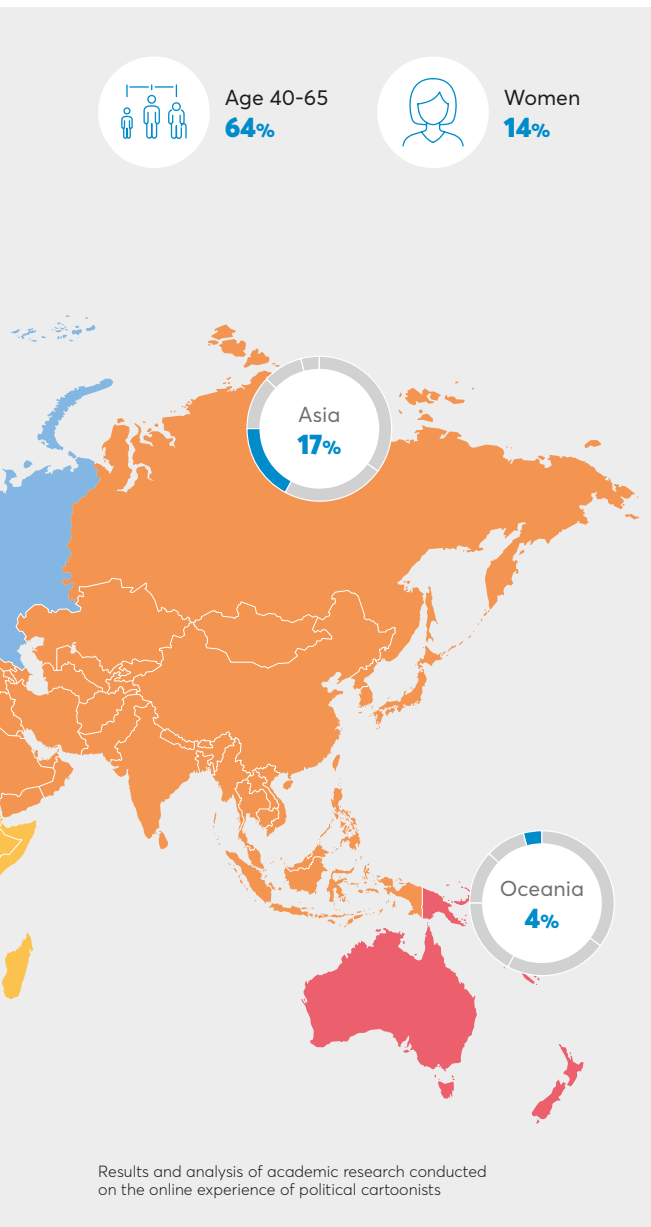 Age 40-65
64%
Women
14%
Asia
17%
Oceania
4%
Results and analysis of academic research conducted
on the online experience of political cartoonists